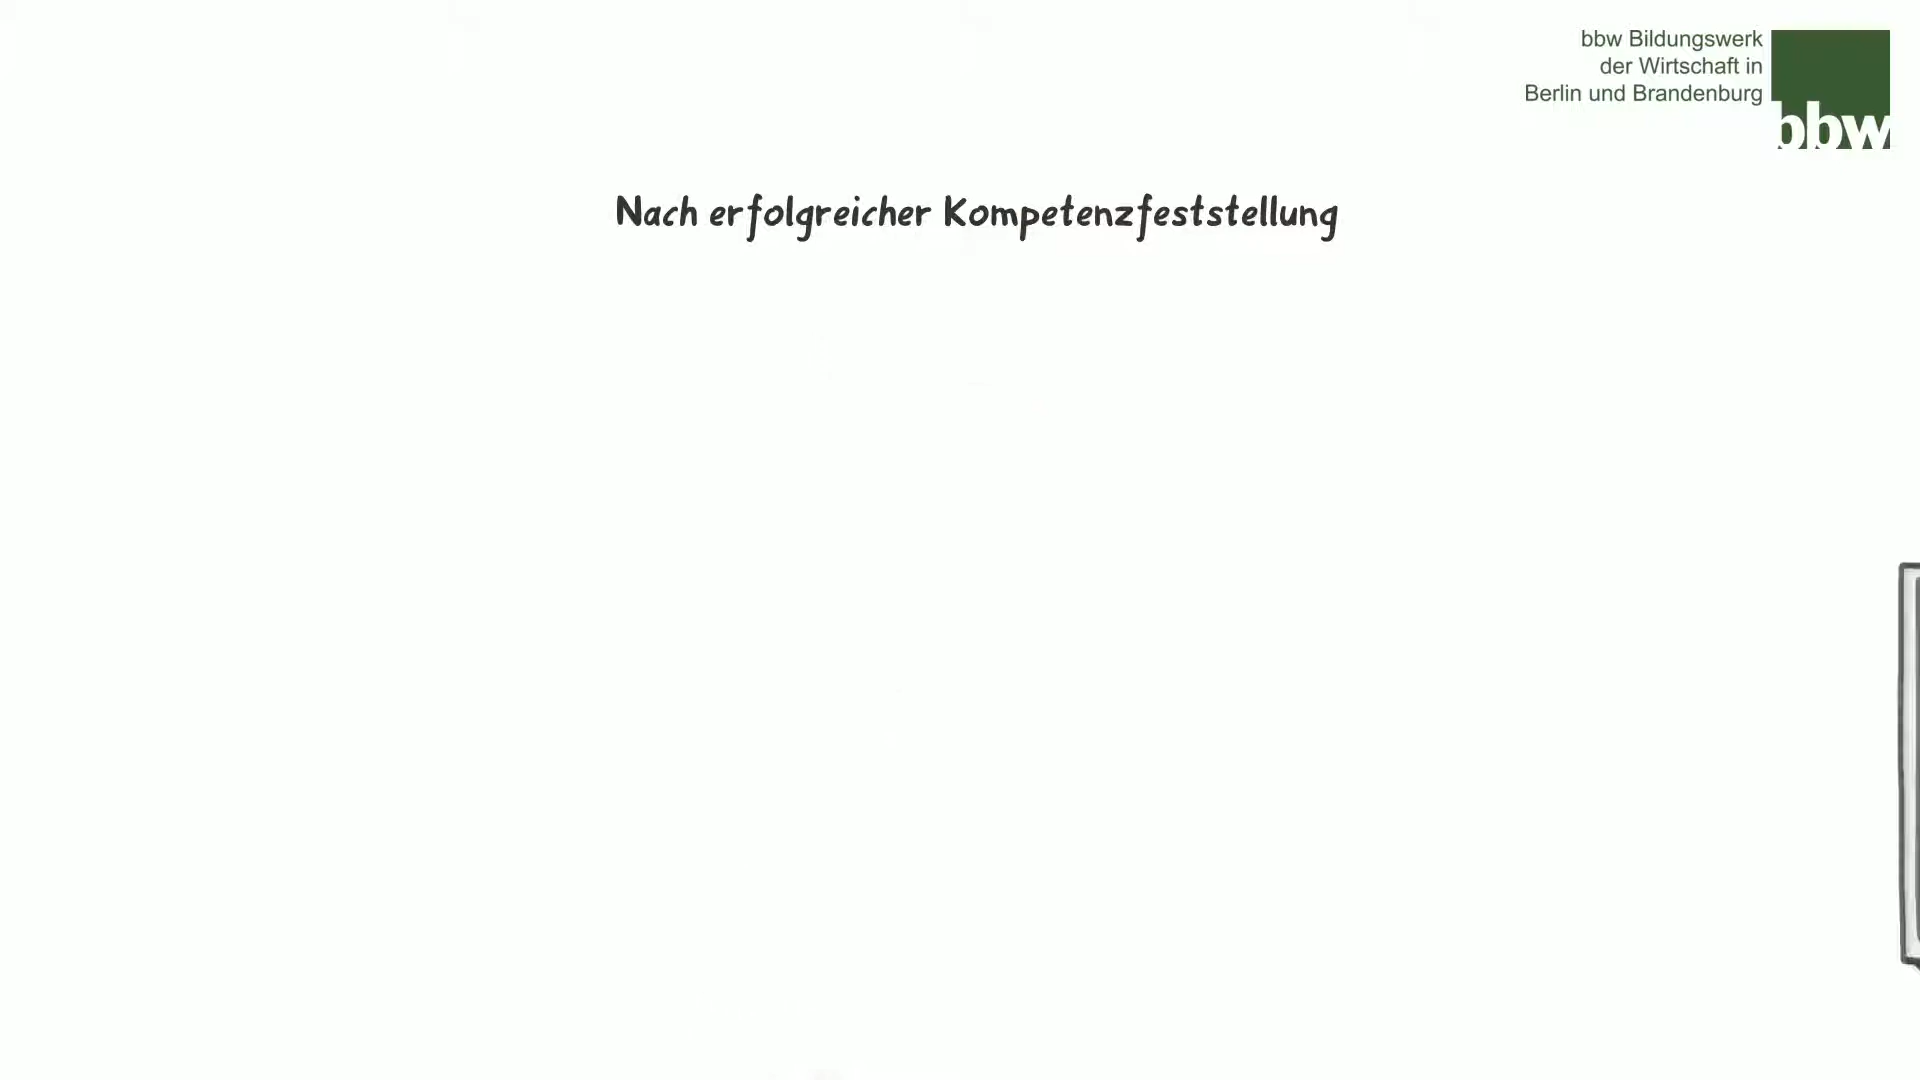 bbw Bildungswerk
der Wirtschaft in
Berlin und Brandenburg
bbw
Nach erfolgreicher Kompetenzfeststellung